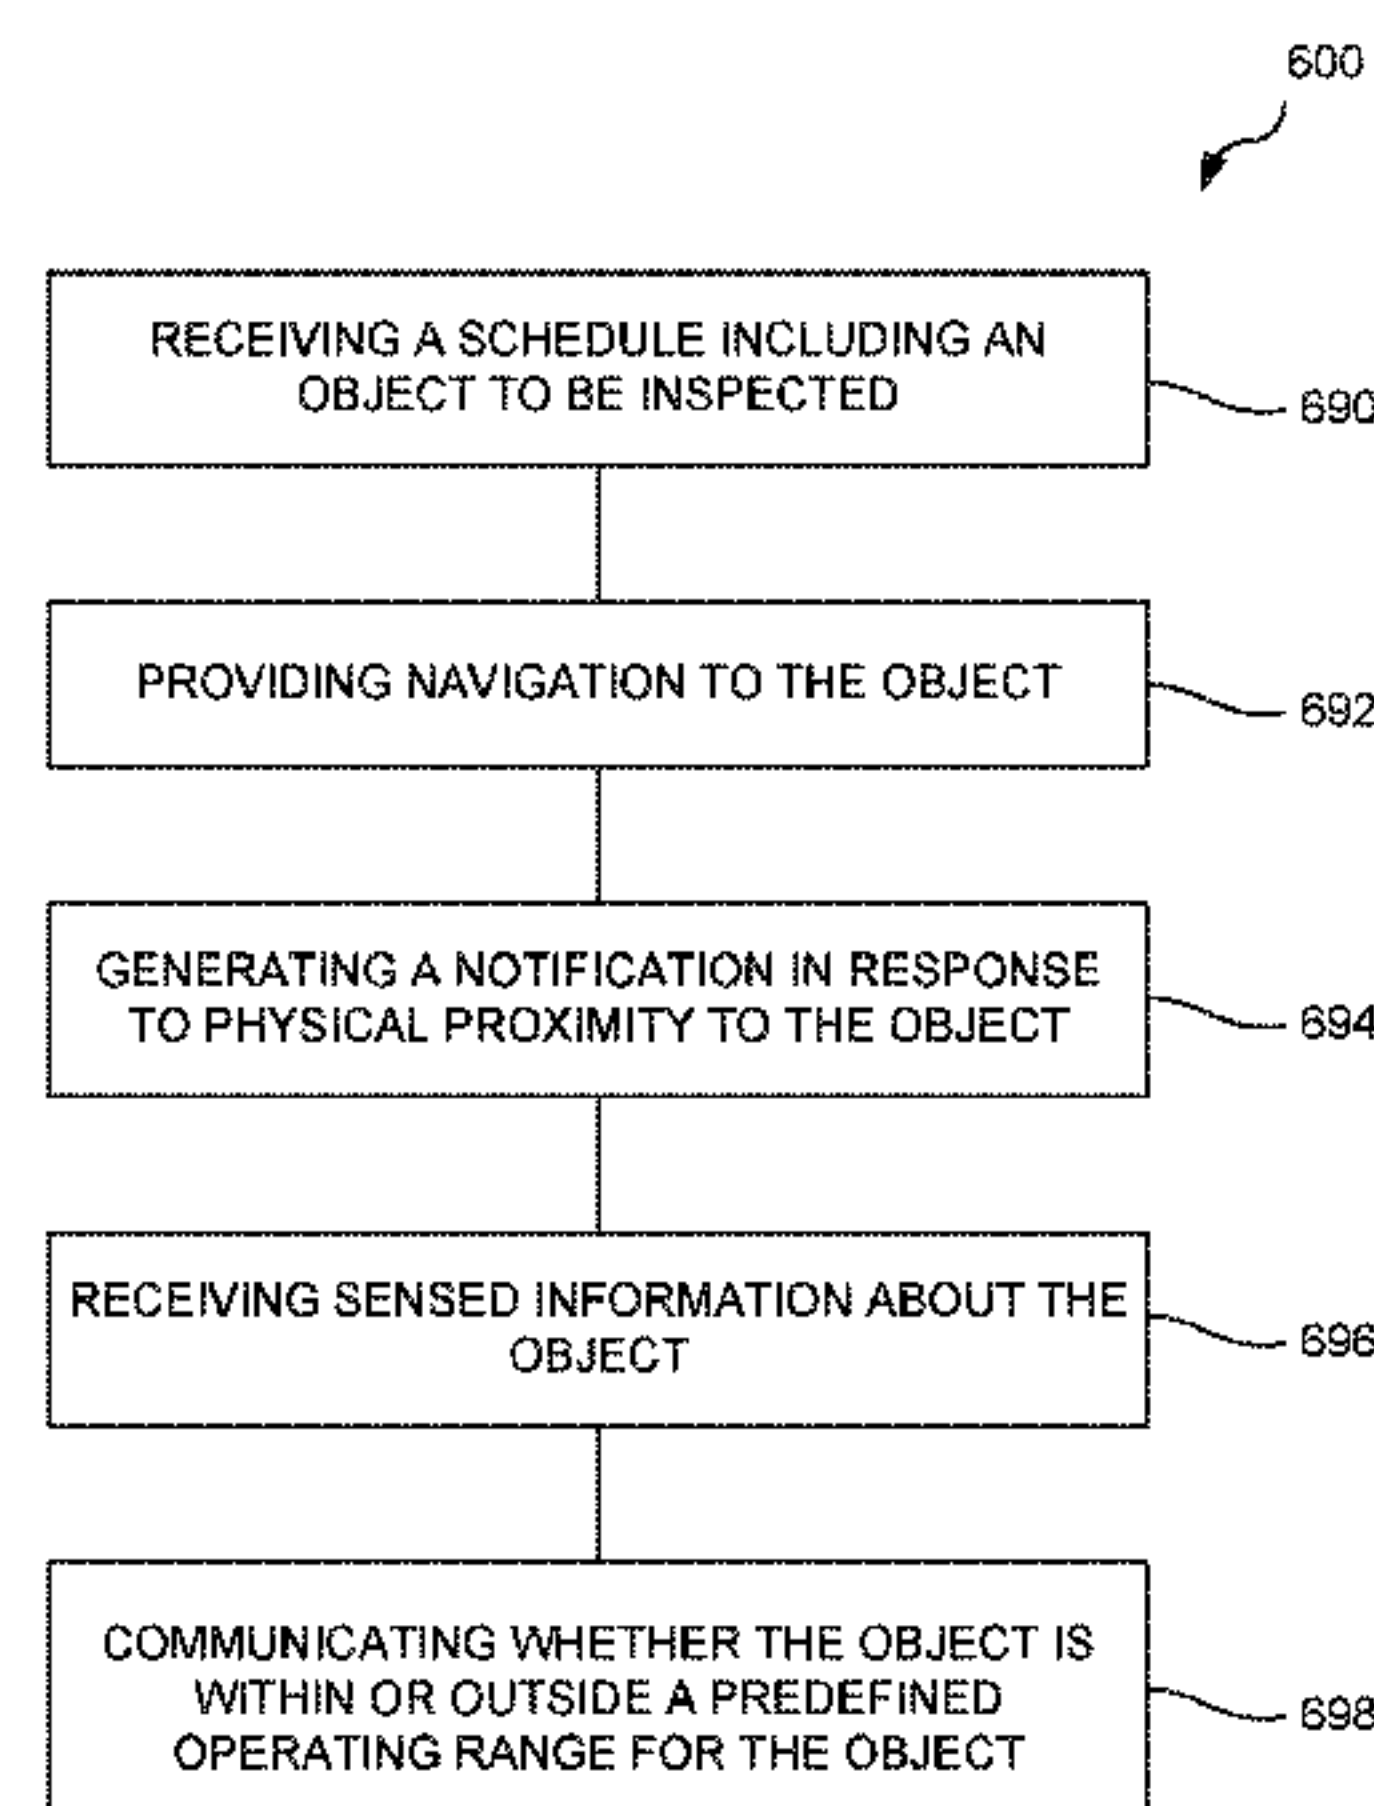 600
RECEIVING A SCHEDULE INCLUDING AN
OBJECT TO BE INSPECTED
690
PROVIDING NAVIGATION TO THE OBJECT
692
GENERATING A NOTIFICATION IN RESPONSE
TO PHYSICAL PROXIMITY TO THE OBJECT
694
RECEIVING SENSED INFORMATION ABOUT THE
OBJECT
696
COMMUNICATING WHETHER THE OBJECT IS
WITHIN OR OUTSIDE A PREDEFINED
OPERATING RANGE FOR THE OBJECT
698